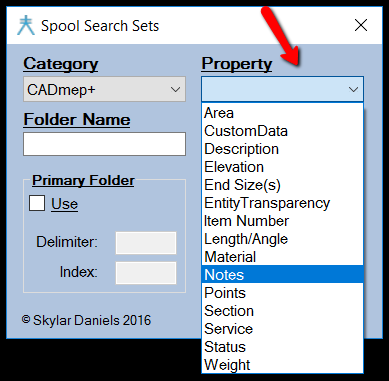 Spool Search Sets
Category
CADmep+
Folder Name
Primary Folder
Use
Delimiter:
Index:
© Skylar Daniels 2016
Property
Area
CustomData
Description
Elevation
End Size(s)
EntityTransparency
Item Number
Length/Angle
Material
Notes
Points
Section
Service
Status
Weight